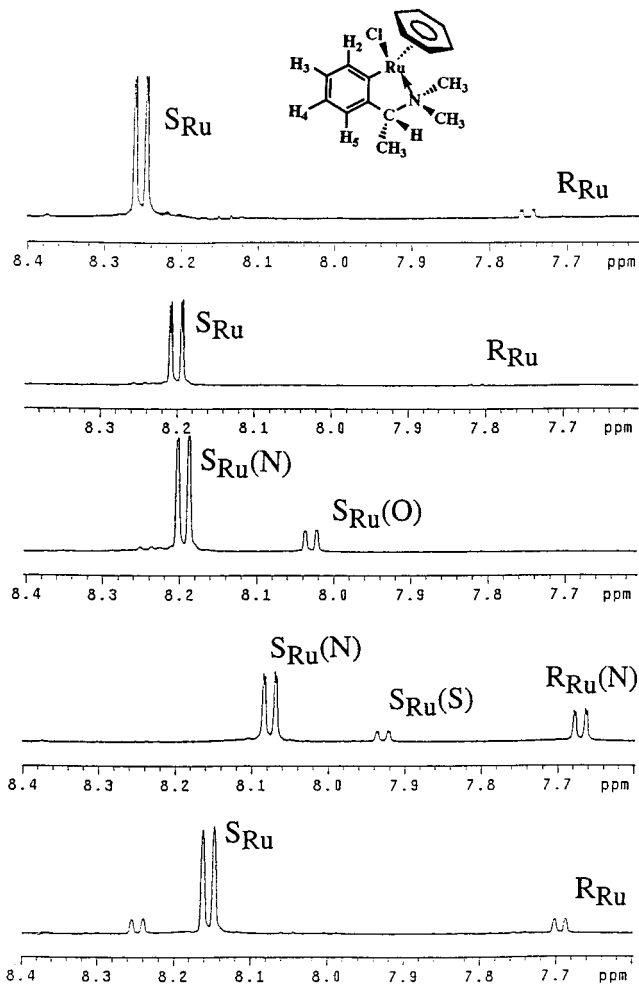 Cl
H2
H3
Ru
CH3
N
H4
C
CH3
H5
H
CH3
SRu
RRu
8.4 8.3 8.2 8.1 8.0 7.9 7.8 7.7 ppm
SRu
RRu
8.3 8.2 8.1 8.0 7.9 7.8 7.7 ppm
SRu(N)
SRu(O)
8.4 8.3 8.2 8.1 8.0 7.9 7.8 7.7 ppm
SRu(N)
SRu(S)
RRu(N)
8.4 8.3 8.2 8.1 8.0 7.9 7.8 7.7 ppm
SRu
RRu
8.4 8.3 8.2 8.1 8.0 7.9 7.8 7.7 ppm